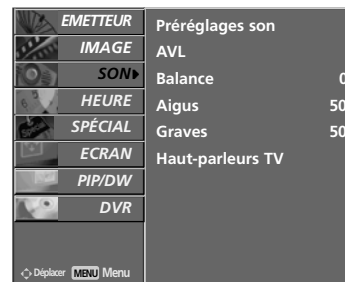 EMETTEUR
IMAGE
SON
HEURE
SPÉCIAL
ECRAN
PIP/DW
DVR
Déplacer MENU Menu
Préréglages son
AVL
Balance 0
Aigus 50
Graves 50
Haut-parleurs TV